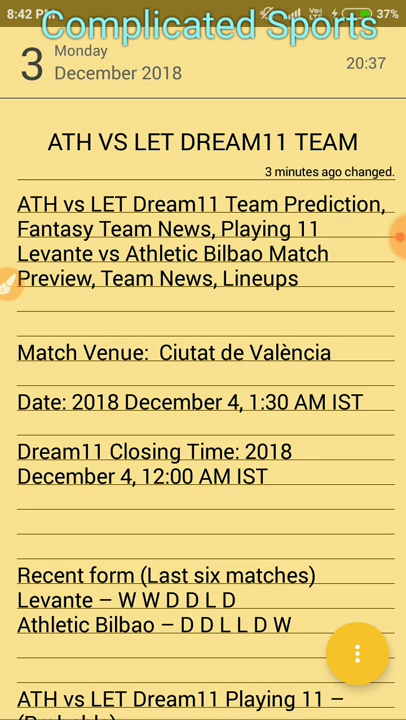 8:42 PM
37%
Complicated Sports
3
Monday
December 2018
20:37
ATH VS LET DREAM11 TEAM
3 minutes ago changed.
ATH vs LET Dream11 Team Prediction,
Fantasy Team News, Playing 11
Levante vs Athletic Bilbao Match
Preview, Team News, Lineups
Match Venue:  Ciutat de València
Date: 2018 December 4, 1:30 AM IST
Dream11 Closing Time: 2018
December 4, 12:00 AM IST
Recent form (Last six matches)
Levante – W W D D L D
Athletic Bilbao – D D L L D W
ATH vs LET Dream11 Playing 11 –
(Probable)